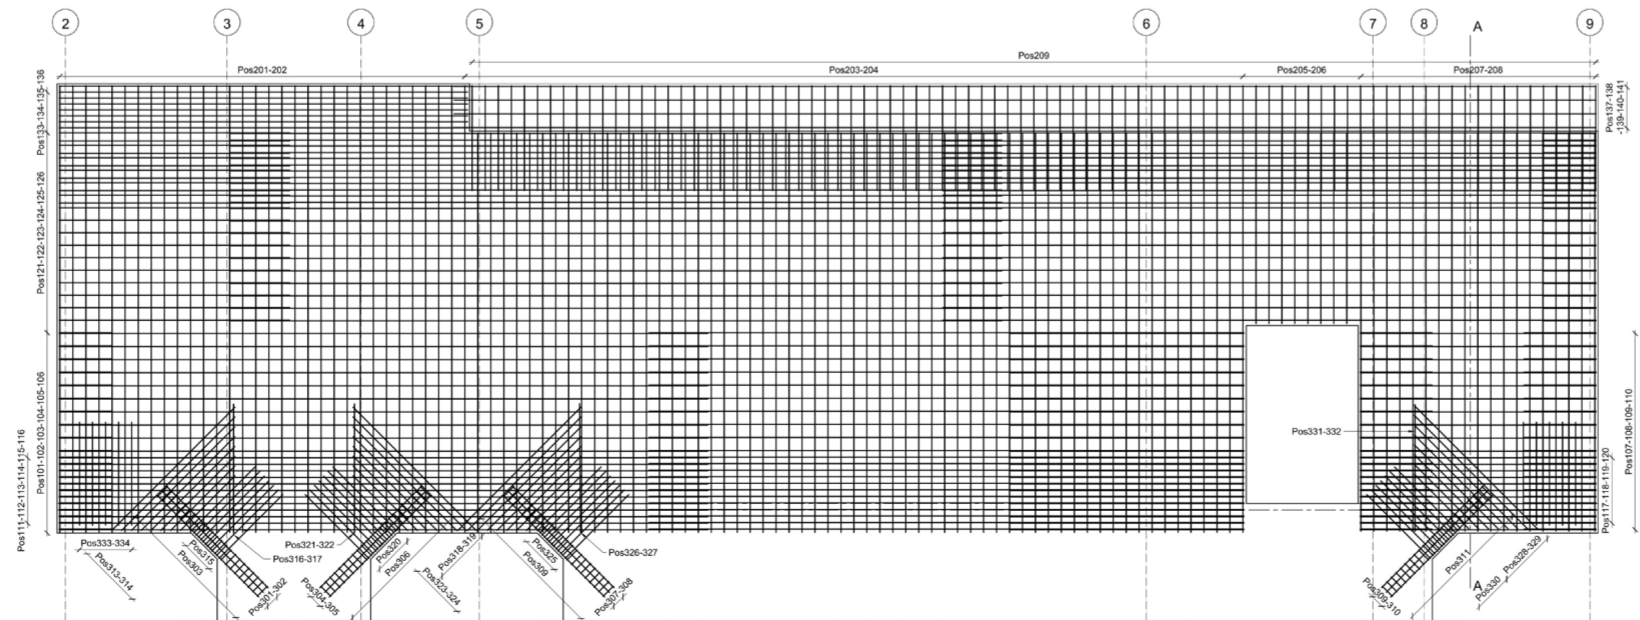 2
3
4
5
6
7
8
A
9
Pos209
Pos201-202
Pos203-204
Pos205-206
Pos207-208
Pos133-134-135-136
Pos137-138
-139-140-141
Pos121-122-123-124-125-126
Pos101-102-103-104-105-106
Pos111-112-113-114-115-116
Pos107-108-109-110
Pos117-118-119-120
Pos331-332
Pos333-334
Pos313-314
Pos315
Pos303
Pos316-317
Pos301-302
Pos321-322
Pos304-305
Pos320
Pos306
Pos318-319
Pos323-324
Pos325
Pos309
Pos326-327
Pos307-308
Pos309-310
Pos311
A
Pos330
Pos328-329